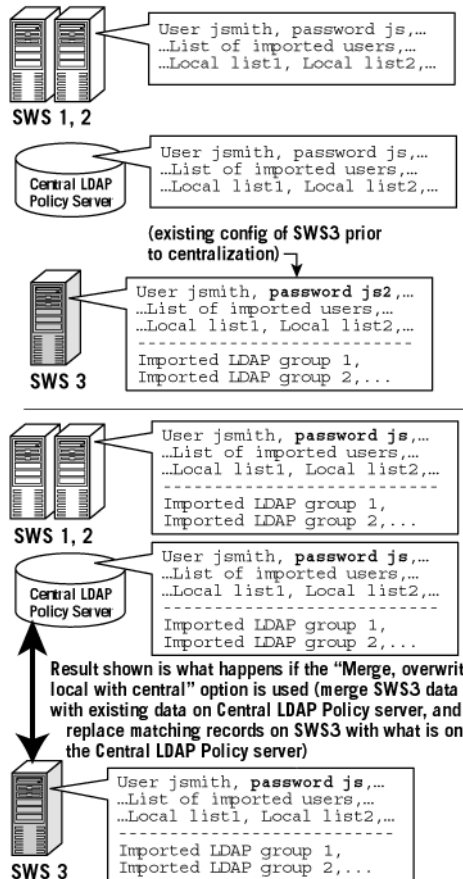 User jsmith, password js,…
…List of imported users,…
…Local list1, Local list2,…
SWS 1, 2
User jsmith, password js,…
…List of imported users,…
…Local list1, Local list2,…
Central LDAP
Policy Server
(existing config of SWS3 prior
to centralization)
User jsmith, password js2,…
…List of imported users,…
…Local list1, Local list2,…
----------------------------
Imported LDAP group 1,
Imported LDAP group 2,...
SWS 3
User jsmith, password js,…
…List of imported users,…
…Local list1, Local list2,…
----------------------------
Imported LDAP group 1,
Imported LDAP group 2,...
SWS 1, 2
User jsmith, password js,…
…List of imported users,…
…Local list1, Local list2,…
----------------------------
Imported LDAP group 1,
Imported LDAP group 2,...
Central LDAP
Policy Server
Result shown is what happens if the “Merge, overwrit
local with central” option is used (merge SWS3 data
with existing data on Central LDAP Policy server, and
replace matching records on SWS3 with what is on
the Central LDAP Policy server)
User jsmith, password js,…
…List of imported users,…
…Local list1, Local list2,…
----------------------------
Imported LDAP group 1,
Imported LDAP group 2,...
SWS 3